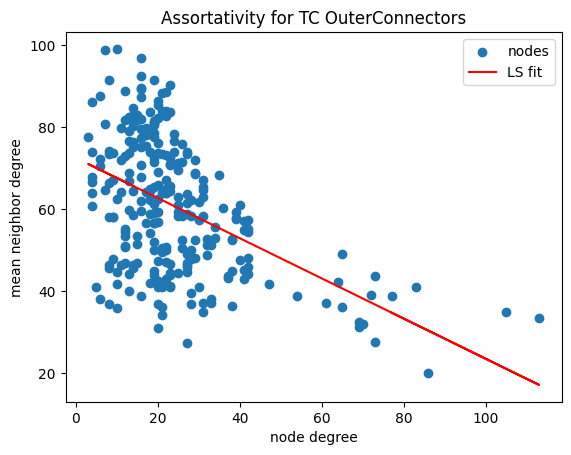 Assortativity for TC OuterConnectors
nodes
LS fit
mean neighbor degree
100
80
60
40
20
0
20
40
60
80
100
node degree